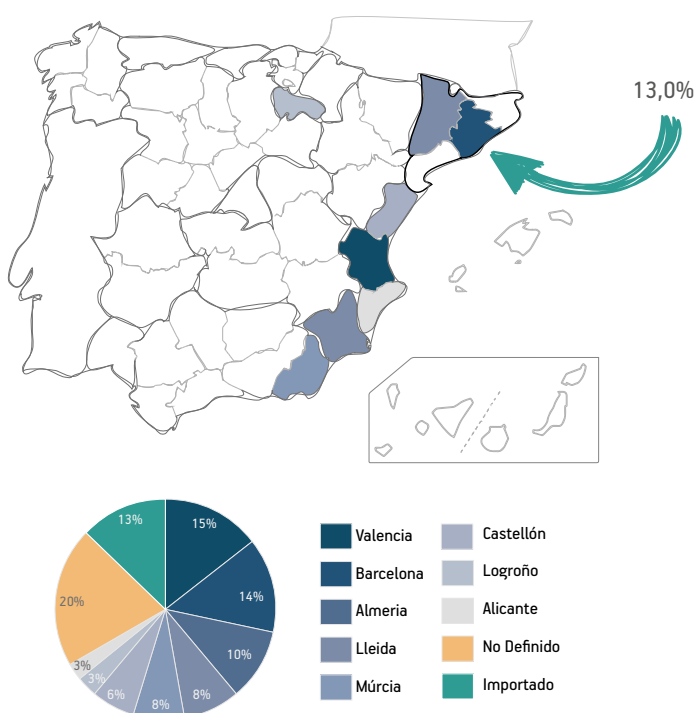 13,0%
13%
15%
20%
14%
10%
3%
3%
6%
8%
8%
Valencia
Barcelona
Almeria
Lleida
Múrcia
Castellón
Logroño
Alicante
No Definido
Importado